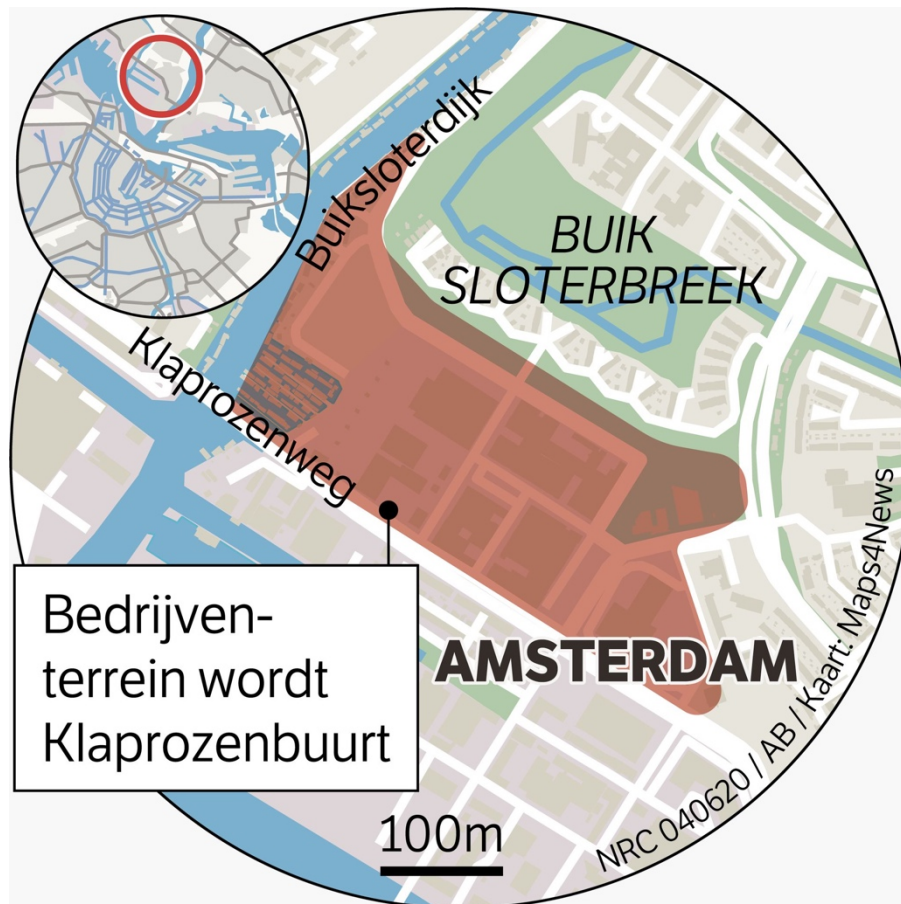 Buiksloterdijk
BUIK
SLOTERBREEK
Klaprozenweg
Bedrijven-
terrein wordt
Klaprozenbuurt
AMSTERDAM
100m
NRC 040620 / AB / Kaart: Maps4News